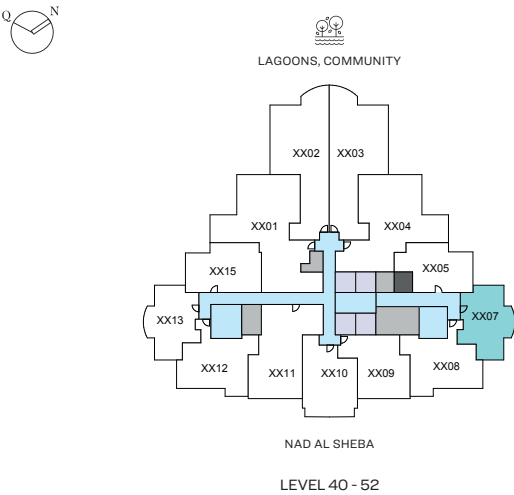 Q N
LAGOONS, COMMUNITY
XX02 XX03
XX01 XX04
XX15 XX05
XX13 XX07
XX12 XX11 XX10 XX09 XX08
NAD AL SHEBA
LEVEL 40 - 52